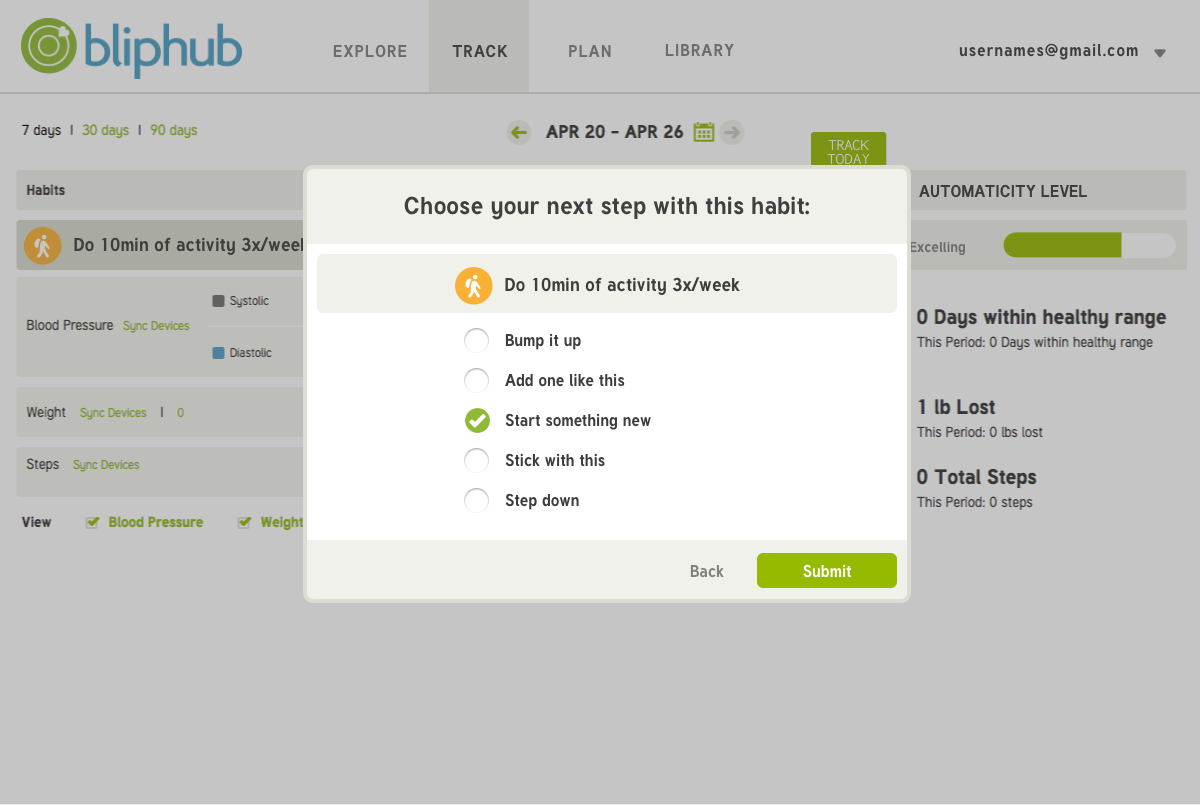 bliphub
EXPLORE
TRACK
PLAN
LIBRARY
usernames@gmail.com
7 days | 30 days | 90 days
APR 20 - APR 26
TRACK
TODAY
Habits
AUTOMATICITY LEVEL
Do 10min of activity 3x/week
Excelling
Blood Pressure Sync Devices
Systolic
Diastolic
0 Days within healthy range
This Period: 0 Days within healthy range
Weight Sync Devices | 0
1 lb Lost
This Period: 0 lbs lost
Steps Sync Devices
0 Total Steps
This Period: 0 steps
View Blood Pressure Weight
Choose your next step with this habit:
Do 10min of activity 3x/week
Bump it up
Add one like this
Start something new
Stick with this
Step down
Back
Submit